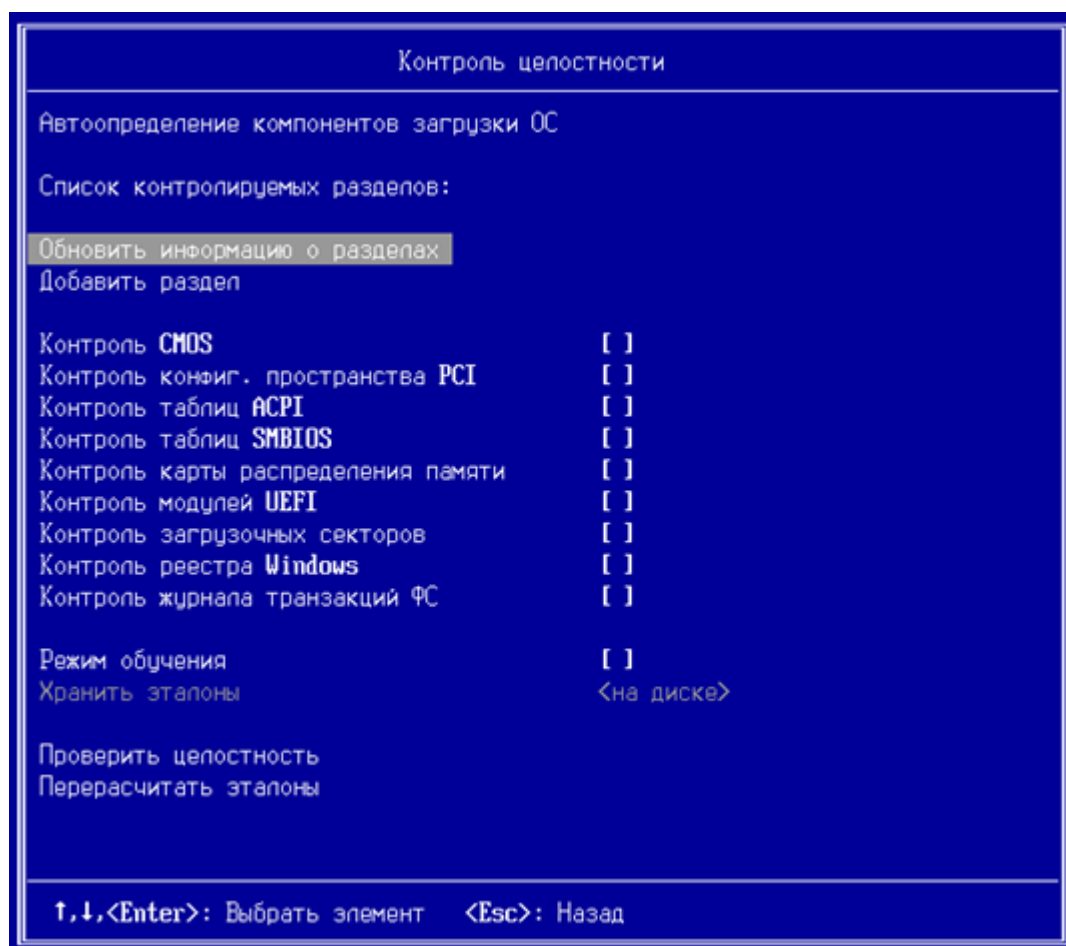 Контроль целостности
Автоопределение компонентов загрузки ОС
Список контролируемых разделов:
Обновить информацию о разделах
Добавить раздел
Контроль CMOS [ ]
Контроль конфиг. пространства PCI [ ]
Контроль таблиц ACPI [ ]
Контроль таблиц SMBIOS [ ]
Контроль карты распределения памяти [ ]
Контроль модулей UEFI [ ]
Контроль загрузочных секторов [ ]
Контроль реестра Windows [ ]
Контроль журнала транзакций ФС [ ]
Режим обучения [ ]
Хранить эталоны <на диске>
Проверить целостность
Перерасчитать эталоны
↑,↓,<Enter>: Выбрать элемент <Esc>: Назад